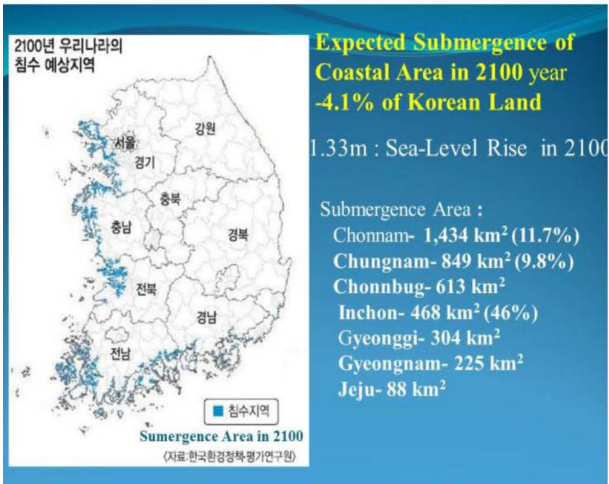 2100년 우리나라의
침수 예상지역
강원
서울
경기
충북
충남
경북
전북
경남
전남
침수지역
Sumergence Area in 2100
〈자료:한국환경정책·평가연구원〉
Expected Submergence of
Coastal Area in 2100 year
-4.1% of Korean Land
1.33m : Sea-Level Rise in 2100
Submergence Area :
Chonnam- 1,434 km² (11.7%)
Chungnam- 849 km² (9.8%)
Chonnbug- 613 km²
Inchon- 468 km² (46%)
Gyeonggi- 304 km²
Gyeongnam- 225 km²
Jeju- 88 km²